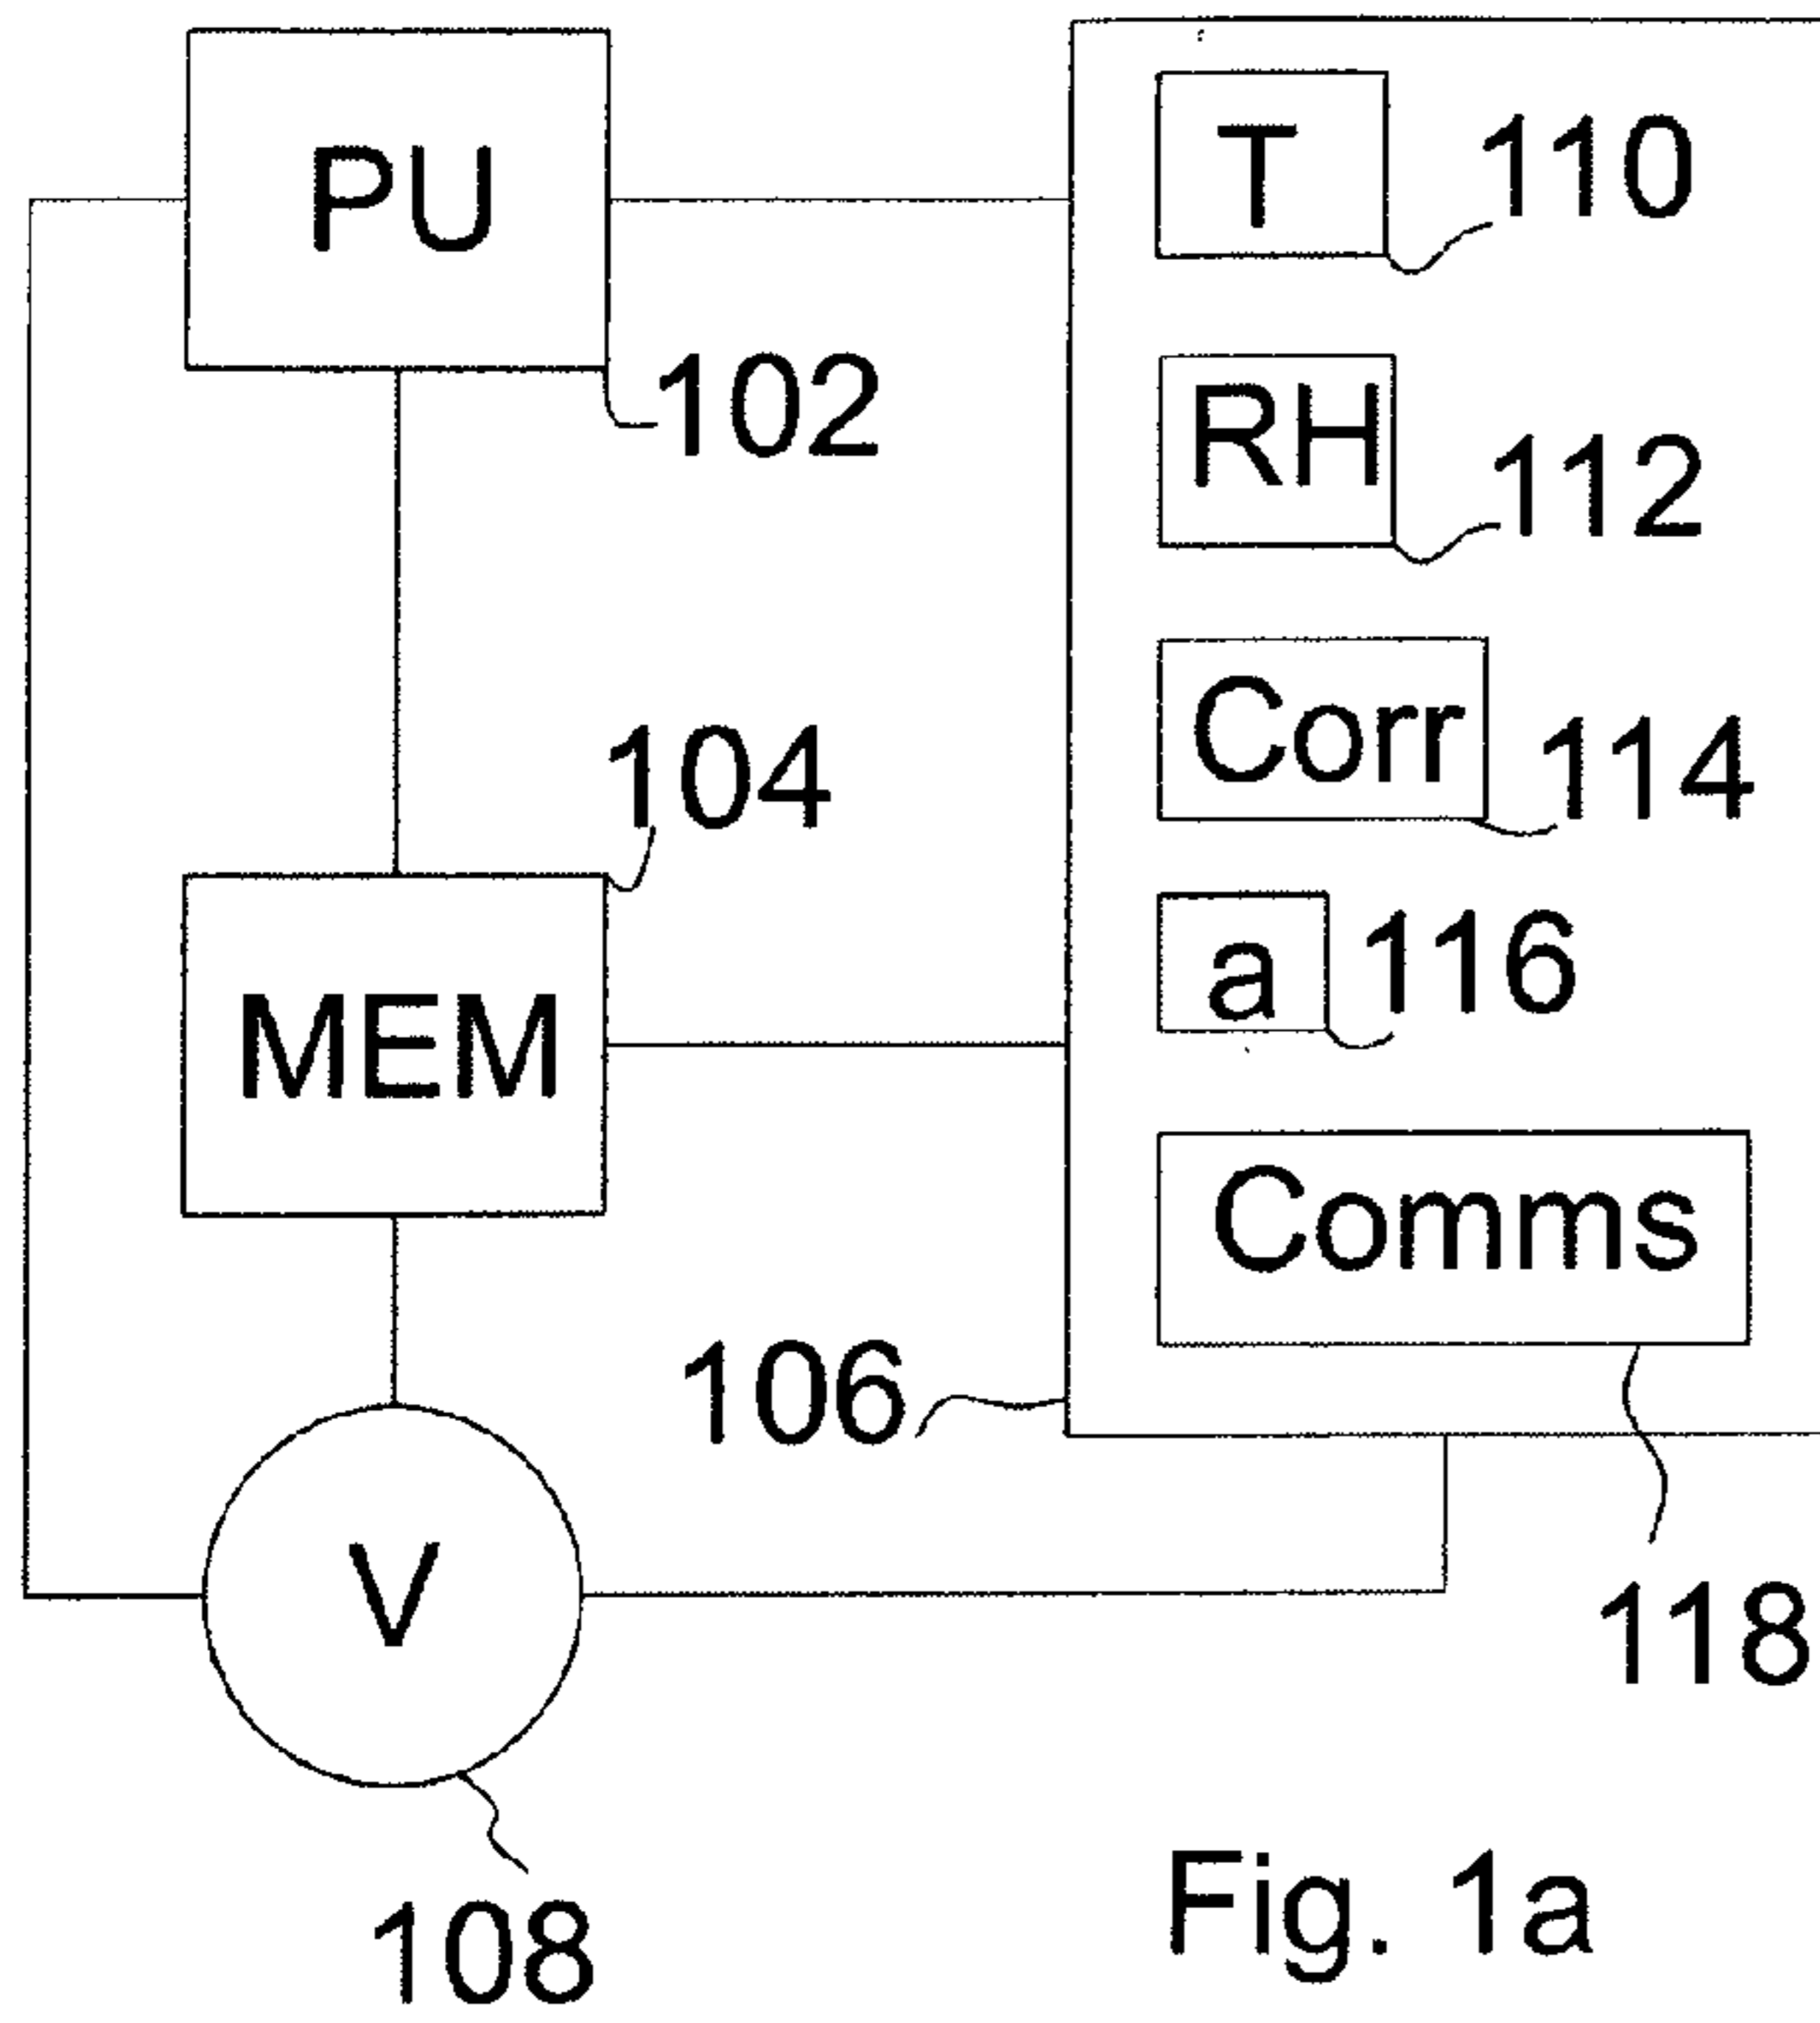 PU
102
T
110
RH
112
104
Corr
114
MEM
a
116
Comms
106
118
V
108
Fig. 1a